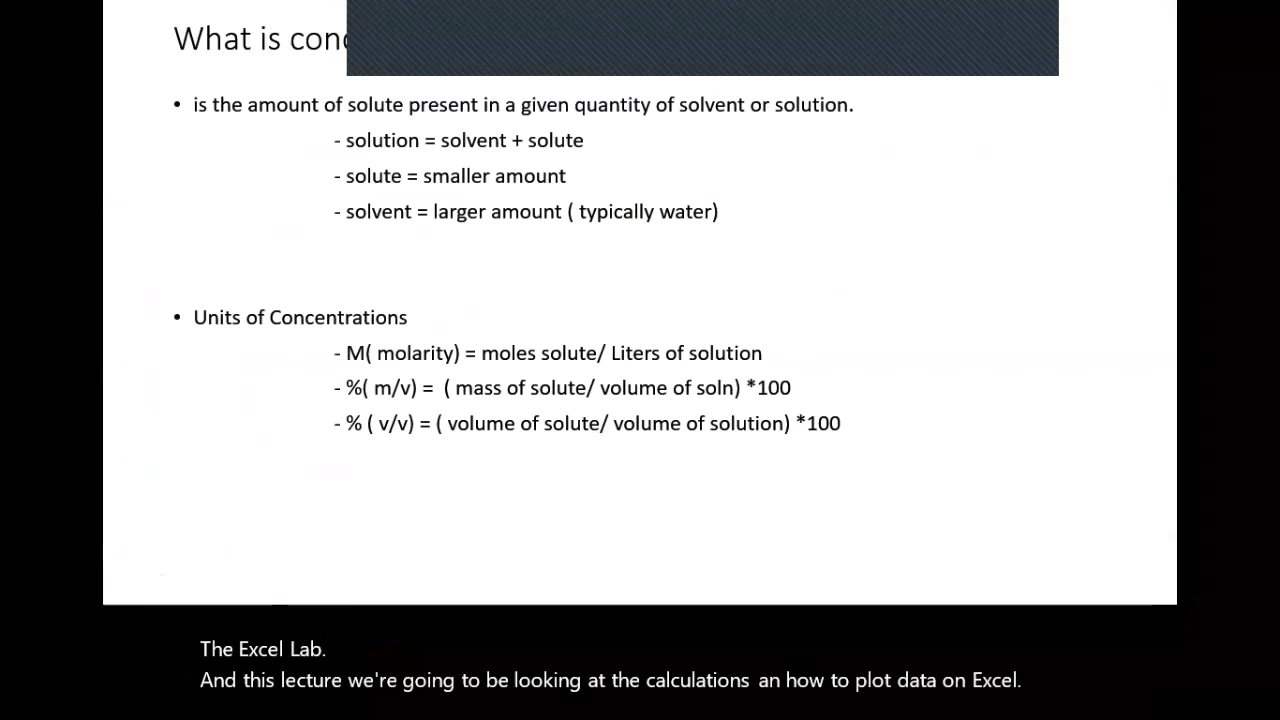 What is
• is the amount of solute present in a given quantity of solvent or solution.
- solution = solvent + solute
- solute = smaller amount
- solvent = larger amount ( typically water)
• Units of Concentrations
- M( molarity) = moles solute/ Liters of solution
- %( m/v) = ( mass of solute/ volume of soln) *100
- % ( v/v) = ( volume of solute/ volume of solution) *100
The Excel Lab.
And this lecture we're going to be looking at the calculations an how to plot data on Excel.